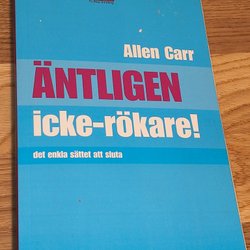 Allen Carr
ÄNTLIGEN
icke-rökare!
det enkla sättet att sluta